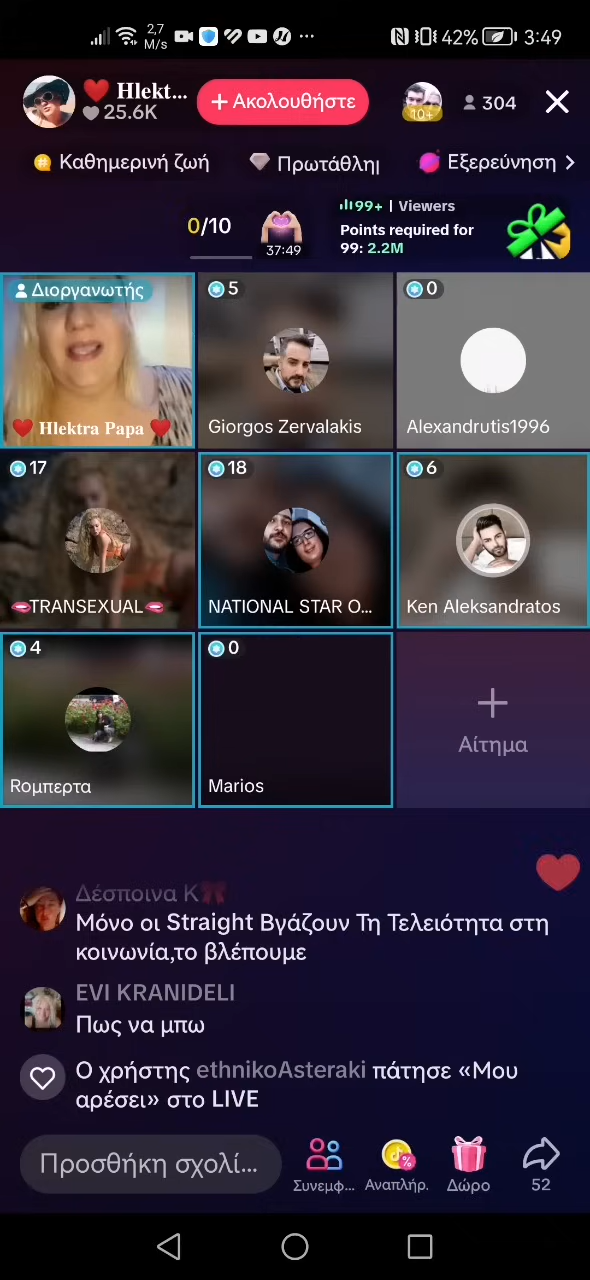 2,7
M/s
42%
3:49
Hlekt...
25.6K
+ Ακολουθήστε
10+
304
Καθημερινή ζωή
Πρωτάθλημ
Εξερεύνηση
0/10
37:49
99+ | Viewers
Points required for
99: 2.2M
Διοργανωτής
Hlektra Papa
5
Giorgos Zervalakis
0
Alexandrutis1996
17
TRANSEXUAL
18
NATIONAL STAR O...
6
Ken Aleksandratos
4
Ρομπερτα
0
Marios
Αίτημα
Δέσποινα Κ
Μόνο οι Straight Βγάζουν Τη Τελειότητα στη
κοινωνία,το βλέπουμε
EVI KRANIDELI
Πως να μπω
Ο χρήστης ethnikoAsteraki πάτησε «Μου
αρέσει» στο LIVE
Προσθήκη σχολί...
Συνεμφ...
Αναπλήρ.
Δώρο
52